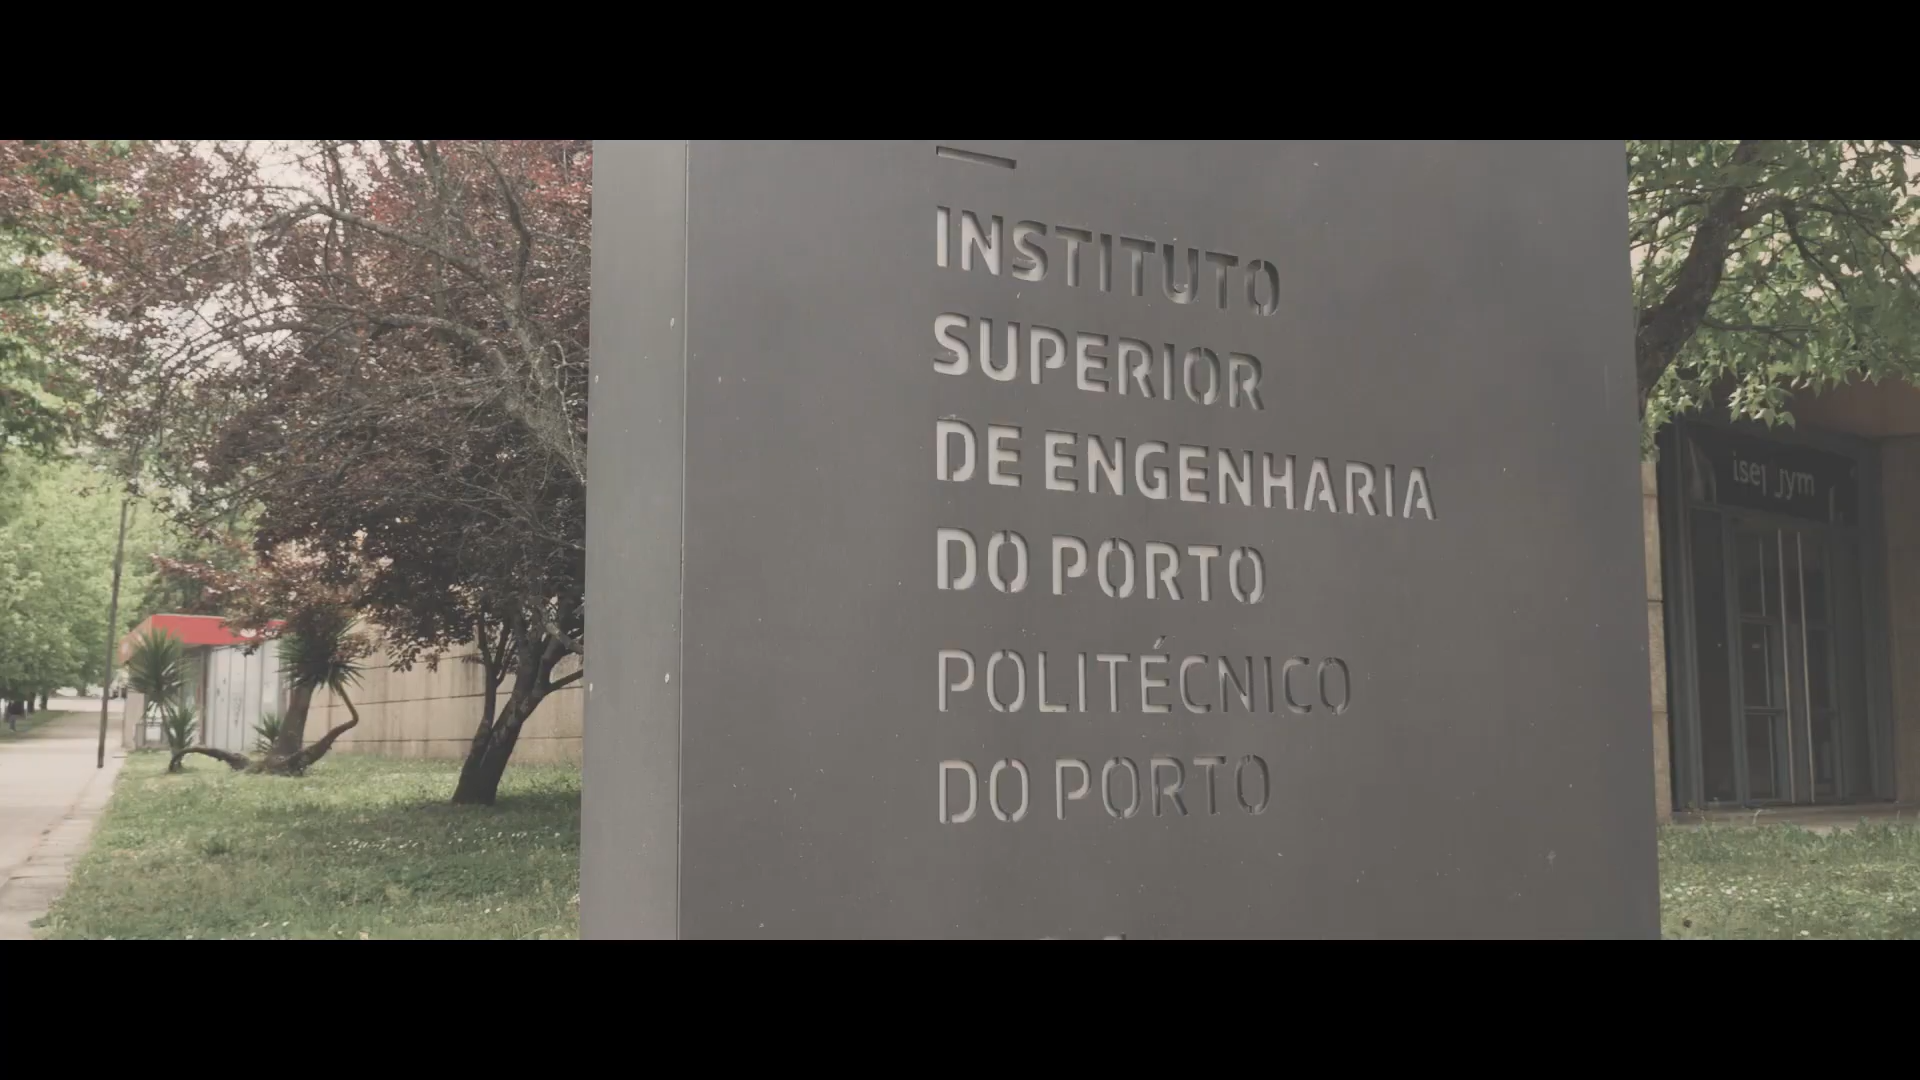 INSTITUTO
SUPERIOR
DE ENGENHARIA
DO PORTO
POLITÉCNICO
DO PORTO
isep gym